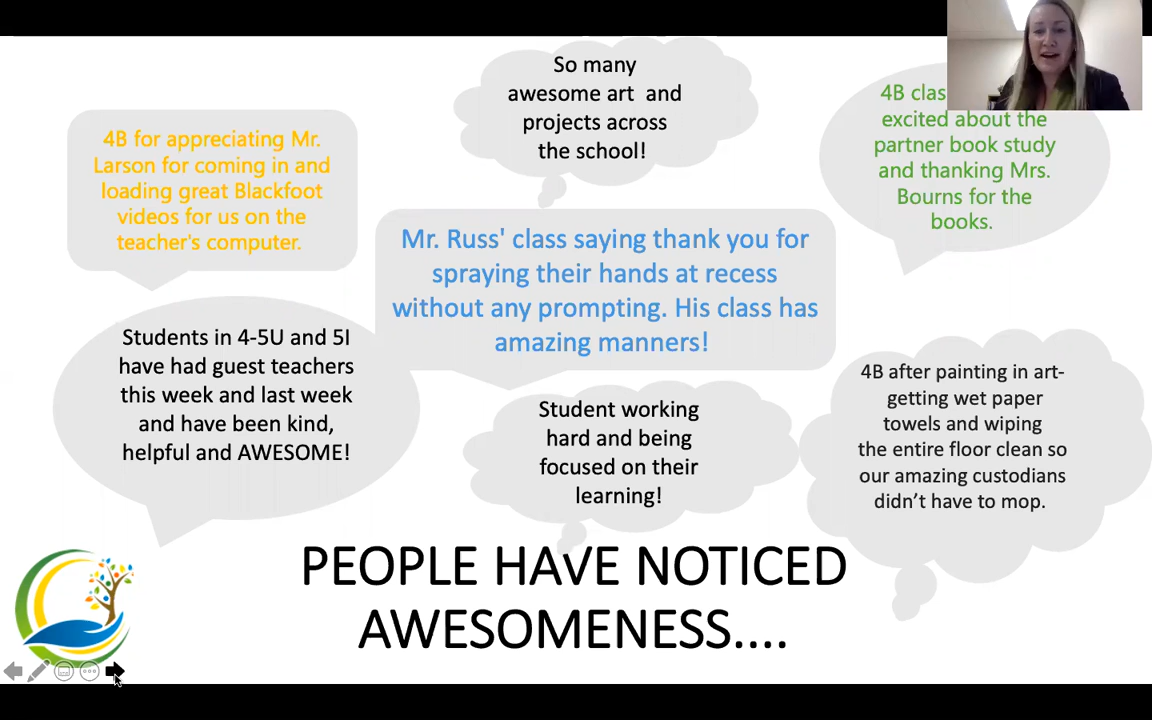 So many
awesome art and
projects across
the school!
4B for appreciating Mr.
Larson for coming in and
loading great Blackfoot
videos for us on the
teacher's computer.
4B
excited about the
partner book study
and thanking Mrs.
Bourns for the
books.
Mr. Russ' class saying thank you for
spraying their hands at recess
without any prompting. His class has
amazing manners!
Students in 4-5U and 5I
have had guest teachers
this week and last week
and have been kind,
helpful and AWESOME!
Student working
hard and being
focused on their
learning!
4B after painting in art-
getting wet paper
towels and wiping
the entire floor clean so
our amazing custodians
didn’t have to mop.
PEOPLE HAVE NOTICED
AWESOMENESS....